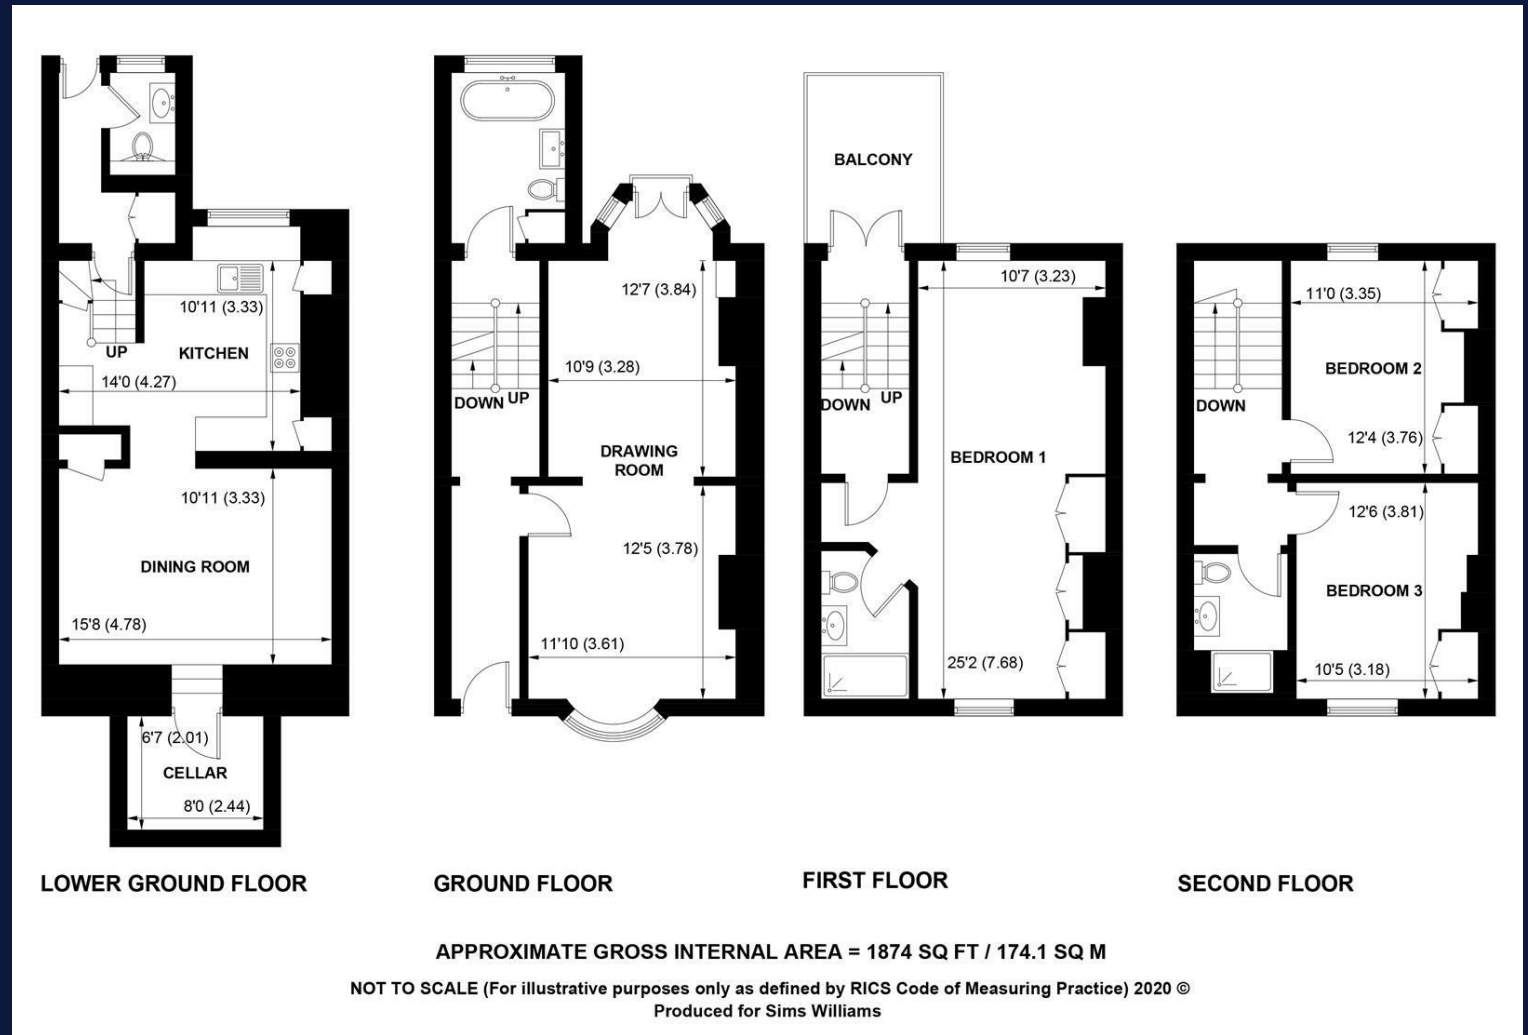 10'11 (3.33)
UP
KITCHEN
14'0 (4.27)
10'11 (3.33)
DINING ROOM
15'8 (4.78)
6'7 (2.01)
CELLAR
8'0 (2.44)
LOWER GROUND FLOOR
12'7 (3.84)
10'9 (3.28)
DOWN
UP
DRAWING
ROOM
12'5 (3.78)
11'10 (3.61)
GROUND FLOOR
BALCONY
10'7 (3.23)
DOWN
UP
BEDROOM 1
25'2 (7.68)
FIRST FLOOR
11'0 (3.35)
BEDROOM 2
DOWN
12'4 (3.76)
12'6 (3.81)
BEDROOM 3
10'5 (3.18)
SECOND FLOOR
APPROXIMATE GROSS INTERNAL AREA = 1874 SQ FT / 174.1 SQ M
NOT TO SCALE (For illustrative purposes only as defined by RICS Code of Measuring Practice) 2020 ©
Produced for Sims Williams